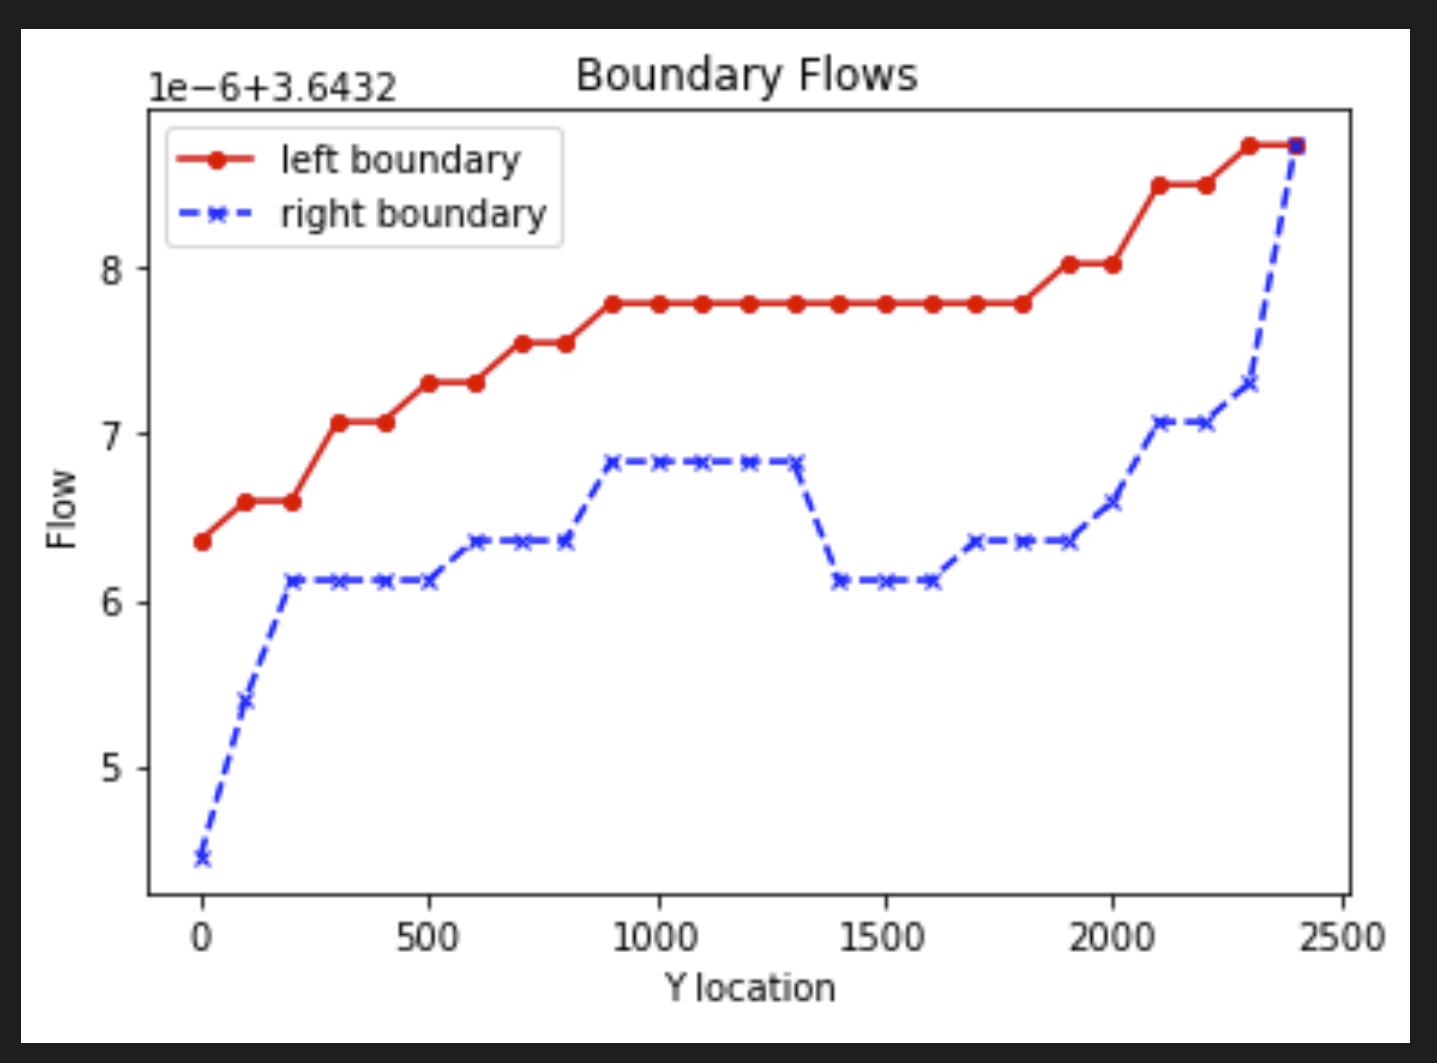 1e−6+3.6432
Boundary Flows
left boundary
right boundary
8
7
6
5
Flow
0 500 1000 1500 2000 2500
Y location